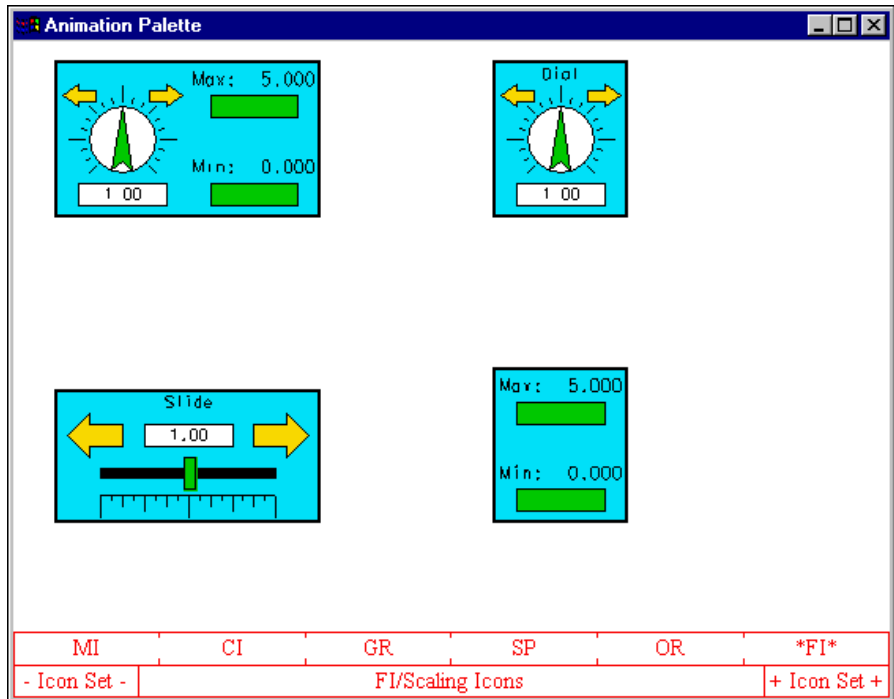 Animation Palette
Max: 5.000
Min: 0.000
1 00
Dial
1 00
Slide
1.00
Max: 5.000
Min: 0.000
MI CI GR SP OR *FI*
- Icon Set - FI/Scaling Icons + Icon Set +